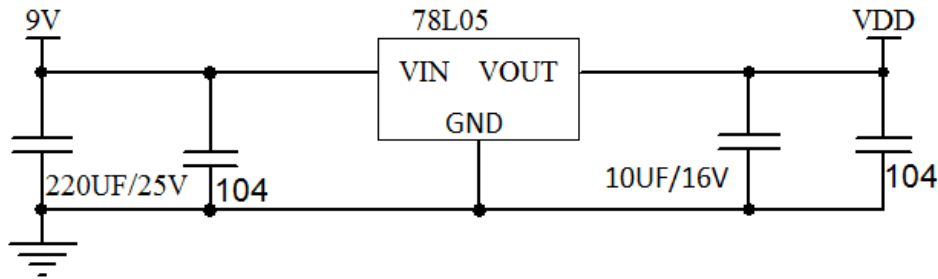 9V 78L05 VDD
VIN VOUT
GND
220UF/25V 104 10UF/16V 104